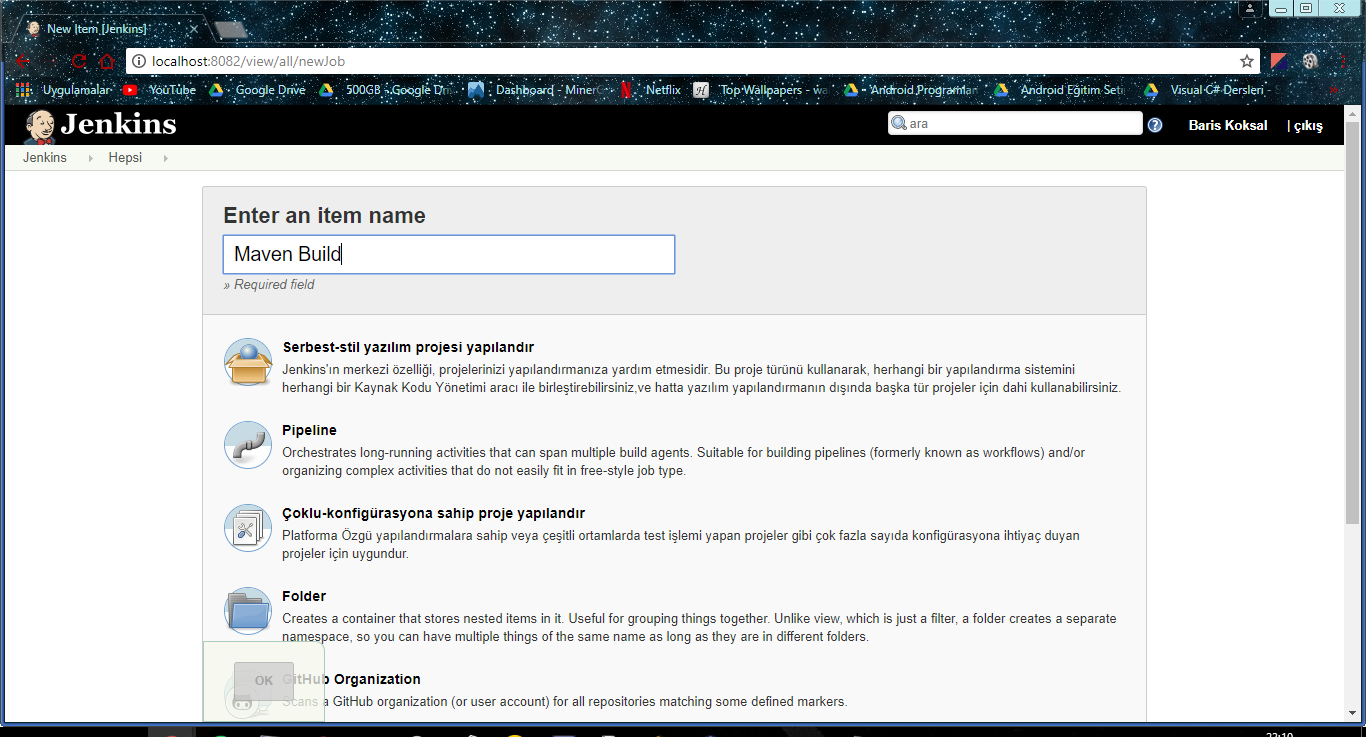 New Item [Jenkins]
localhost:8082/view/all/newJob
Uygulamalar YouTube Google Drive 500GB - Google Dri Dashboard - Miner Netflix Top Wallpapers - wa Android Programlan Android Eğitim Seti Visual C# Dersleri -
Jenkins ara Baris Koksal | çıkış
Jenkins Hepsi
Enter an item name
Maven Build
» Required field
Serbest-stil yazılım projesi yapılandır
Jenkins'ın merkezi özelliği, projelerinizi yapılandırmanıza yardım etmesidir. Bu proje türünü kullanarak, herhangi bir yapılandırma sistemini
herhangi bir Kaynak Kodu Yönetimi aracı ile birleştirebilirsiniz,ve hatta yazılım yapılandırmanın dışında başka tür projeler için dahi kullanabilirsiniz.
Pipeline
Orchestrates long-running activities that can span multiple build agents. Suitable for building pipelines (formerly known as workflows) and/or
organizing complex activities that do not easily fit in free-style job type.
Çoklu-konfigürasyona sahip proje yapılandır
Platforma Özgü yapılandırmalara sahip veya çeşitli ortamlarda test işlemi yapan projeler gibi çok fazla sayıda konfigürasyona ihtiyaç duyan
projeler için uygundur.
Folder
Creates a container that stores nested items in it. Useful for grouping things together. Unlike view, which is just a filter, a folder creates a separate
namespace, so you can have multiple things of the same name as long as they are in different folders.
OK
GitHub Organization
Scans a GitHub organization (or user account) for all repositories matching some defined markers.